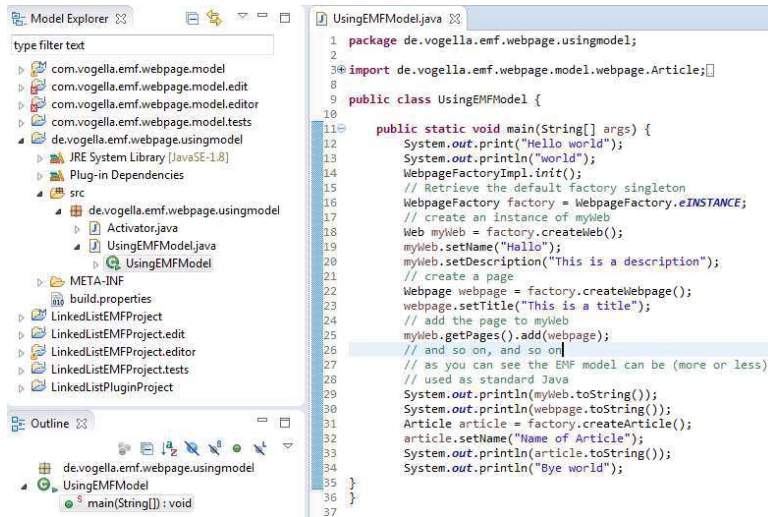 Model Explorer
type filter text
com.vogella.emf.webpage.model
com.vogella.emf.webpage.model.edit
com.vogella.emf.webpage.model.editor
com.vogella.emf.webpage.model.tests
de.vogella.emf.webpage.usingmodel
JRE System Library [JavaSE-1.8]
Plug-in Dependencies
src
de.vogella.emf.webpage.usingmodel
Activator.java
UsingEMFModel.java
UsingEMFModel
META-INF
build.properties
LinkedListEMFProject
LinkedListEMFProject.edit
LinkedListEMFProject.editor
LinkedListEMFProject.tests
LinkedListPluginProject
Outline
de.vogella.emf.webpage.usingmodel
UsingEMFModel
main(String[]) : void
UsingEMFModel.java
1 package de.vogella.emf.webpage.usingmodel;
2
3 import de.vogella.emf.webpage.model.webpage.Article;
8
9 public class UsingEMFModel {
10
11 public static void main(String[] args) {
12 System.out.print("Hello world");
13 System.out.println("world");
14 WebpageFactoryImpl.init();
15 // Retrieve the default factory singleton
16 WebpageFactory factory = WebpageFactory.eINSTANCE;
17 // create an instance of myWeb
18 Web myWeb = factory.createWeb();
19 myWeb.setName("Hallo");
20 myWeb.setDescription("This is a description");
21 // create a page
22 Webpage webpage = factory.createWebpage();
23 webpage.setTitle("This is a title");
24 // add the page to myWeb
25 myWeb.getPages().add(webpage);
26 // and so on, and so on
27 // as you can see the EMF model can be (more or less)
28 // used as standard Java
29 System.out.println(myWeb.toString());
30 System.out.println(webpage.toString());
31 Article article = factory.createArticle();
32 article.setName("Name of Article");
33 System.out.println(article.toString());
34 System.out.println("Bye world");
35 }
36 }
37